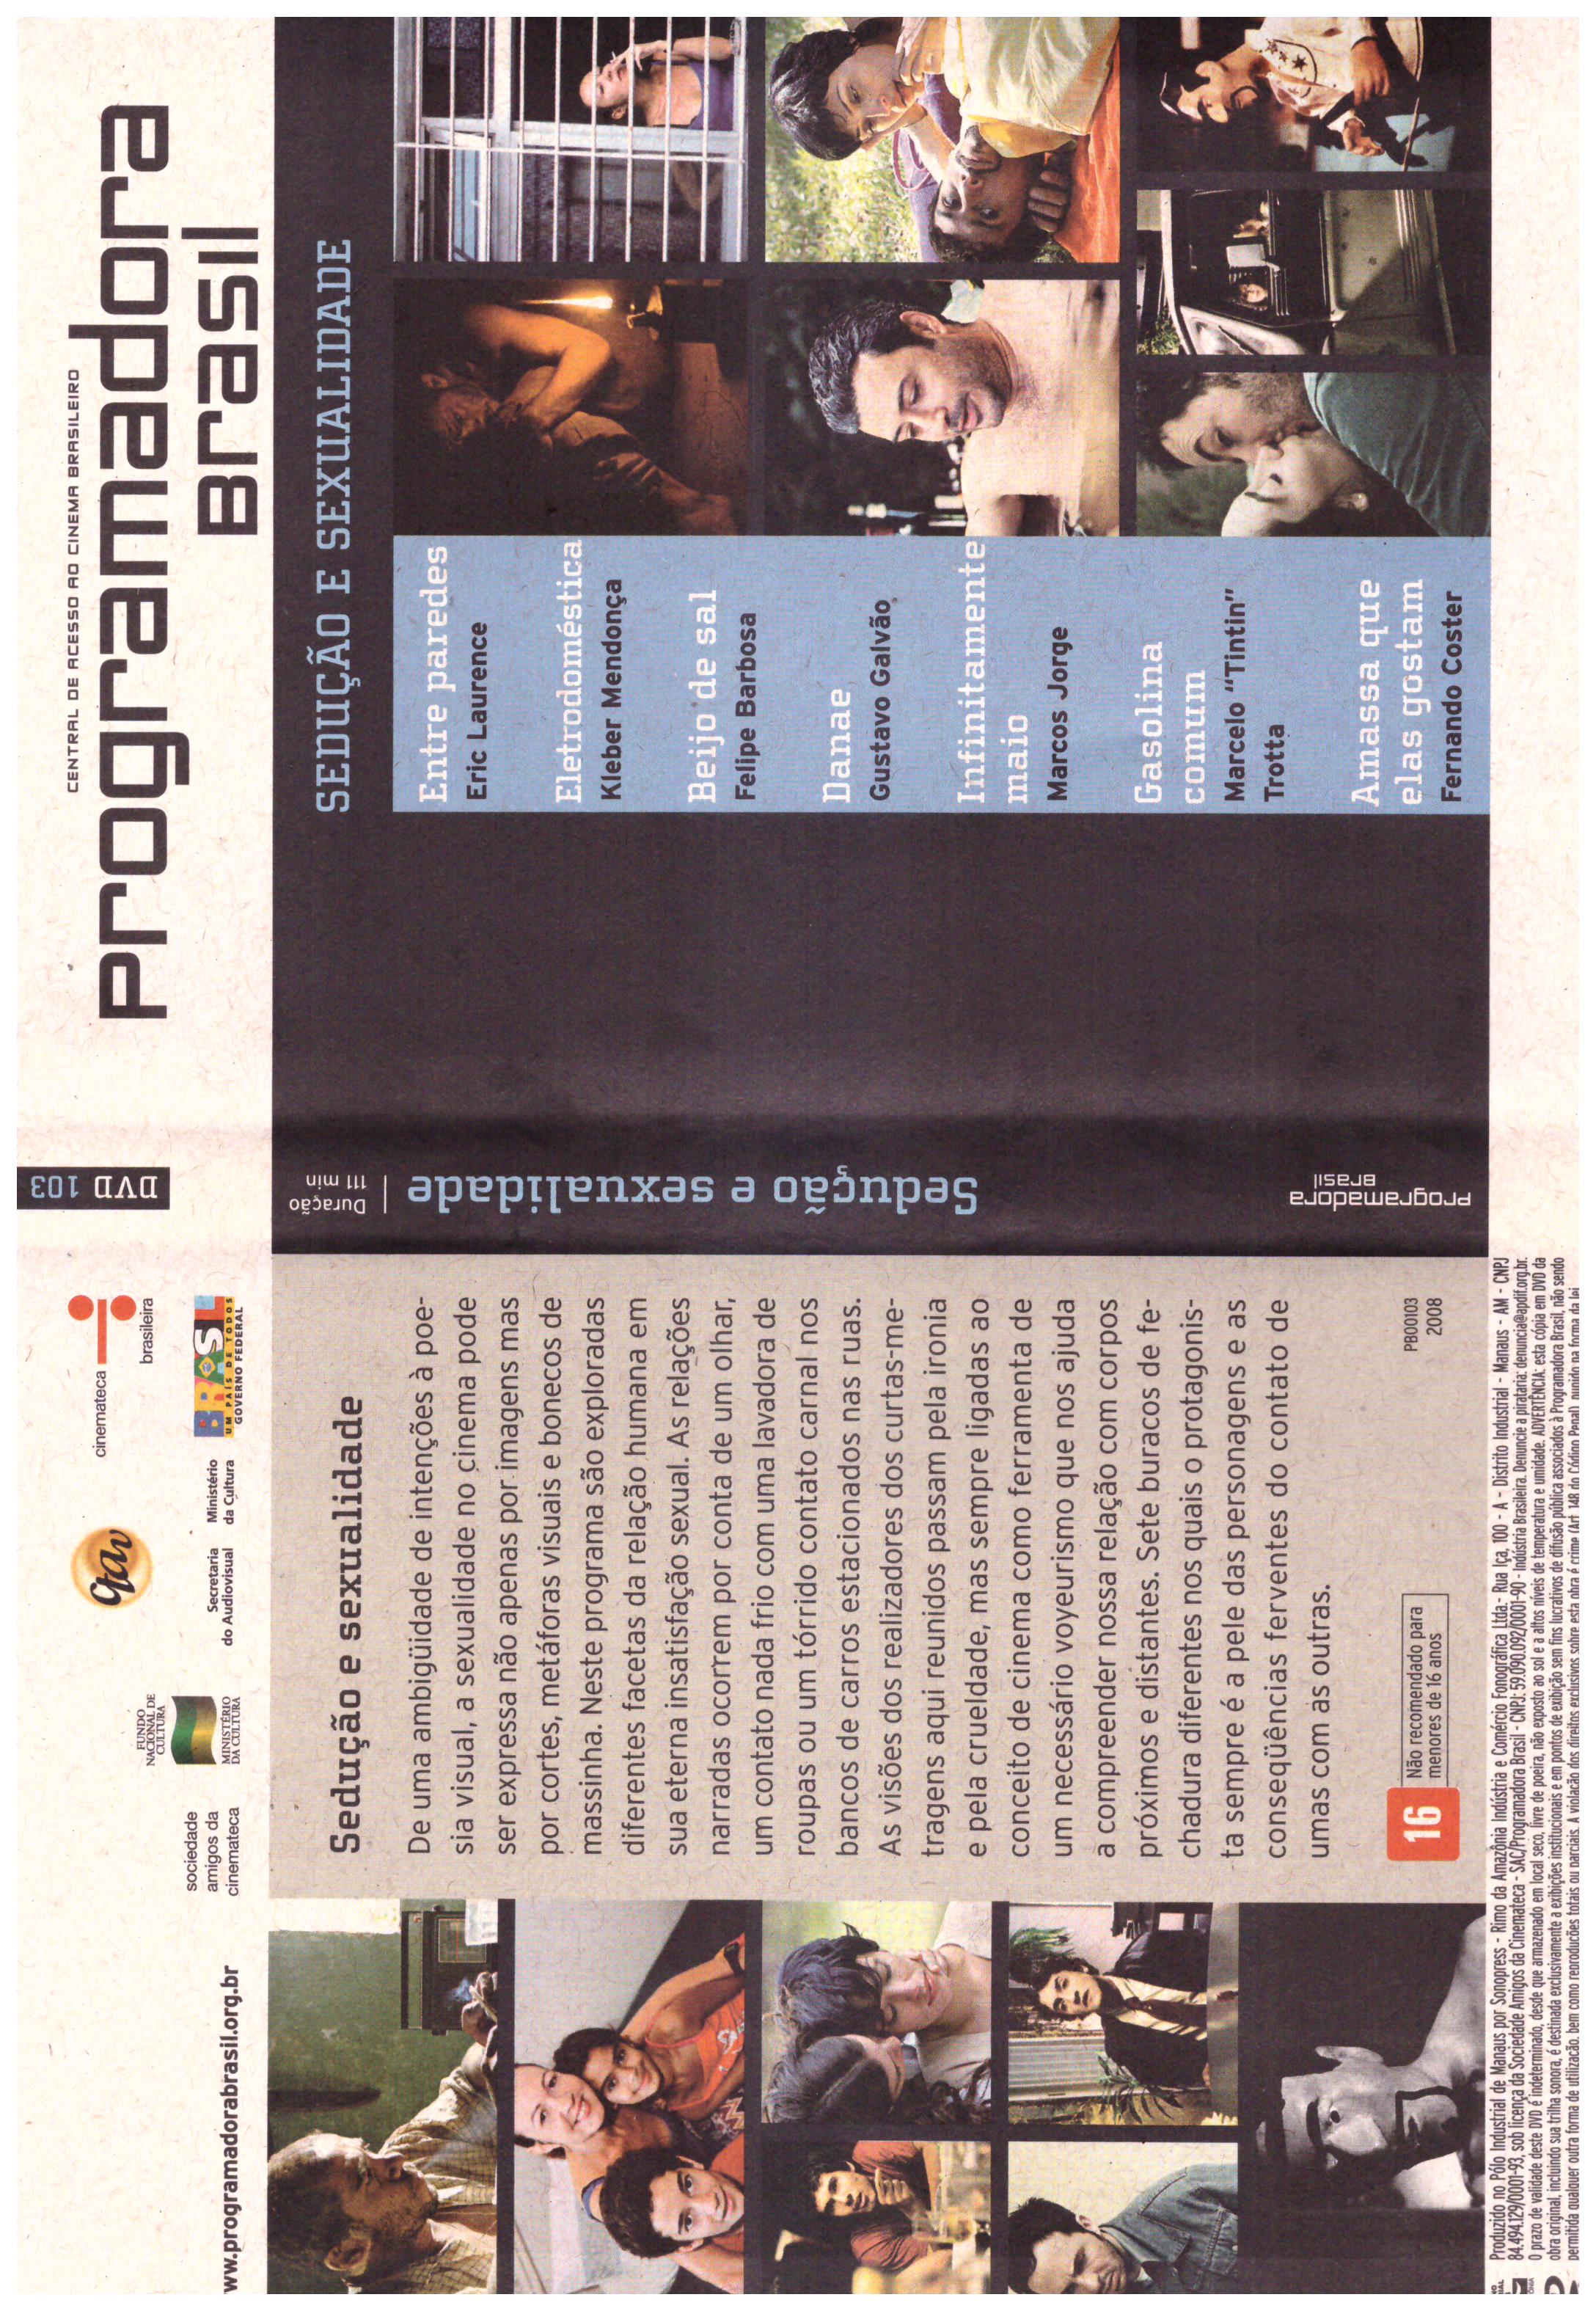 CENTRAL DE ACESSO AO CINEMA BRASILEIRO
programadora
brasil
SEDUÇÃO E SEXUALIDADE
Entre paredes
Eric Laurence
Eletrodoméstica
Kleber Mendonça
Beijo de sal
Felipe Barbosa
Danae
Gustavo Galvão
Infinitamente
maio
Marcos Jorge
Gasolina
comum
Marcelo "Tintin"
Trotta
Amassa que
elas gostam
Fernando Coster
DVD 103
Duração
111 min
Sedução e sexualidade
programadora
brasil
www.programadorabrasil.org.br
sociedade
amigos da
cinemateca
FUNDO
NACIONAL DE
CULTURA
MINISTÉRIO
DA CULTURA
ctav
Secretaria
do Audiovisual
Ministério
da Cultura
cinemateca
brasileira
BRASIL
UM PAÍS DE TODOS
GOVERNO FEDERAL
Sedução e sexualidade
De uma ambigüidade de intenções à poe-
sia visual, a sexualidade no cinema pode
ser expressa não apenas por imagens mas
por cortes, metáforas visuais e bonecos de
massinha. Neste programa são exploradas
diferentes facetas da relação humana em
sua eterna insatisfação sexual. As relações
narradas ocorrem por conta de um olhar,
um contato nada frio com uma lavadora de
roupas ou um tórrido contato carnal nos
bancos de carros estacionados nas ruas.
As visões dos realizadores dos curtas-me-
tragens aqui reunidos passam pela ironia
e pela crueldade, mas sempre ligadas ao
conceito de cinema como ferramenta de
um necessário voyeurismo que nos ajuda
a compreender nossa relação com corpos
próximos e distantes. Sete buracos de fe-
chadura diferentes nos quais o protagonis-
ta sempre é a pele das personagens e as
conseqüências ferventes do contato de
umas com as outras.
16
Não recomendado para
menores de 16 anos
PB00103
2008
Produzido no Pólo Industrial de Manaus por Sonopress - Rimo da Amazônia Indústria e Comércio Fonográfica Ltda.- Rua Iça, 100 - A - Distrito Industrial - Manaus - AM - CNPJ
84.494.129/0001-93, sob licença da Sociedade Amigos da Cinemateca - SAC/Programadora Brasil - CNPJ: 59.090.092/0001-90 - Indústria Brasileira. Denuncie a pirataria: denuncia@apdif.org.br.
O prazo de validade deste DVD é indeterminado, desde que armazenado em local seco, livre de poeira, não exposto ao sol e a altos níveis de temperatura e umidade. ADVERTÊNCIA: esta cópia em DVD da
obra original, incluindo sua trilha sonora, é destinada exclusivamente a exibições institucionais e em pontos de exibição sem fins lucrativos de difusão pública associados à Programadora Brasil, não sendo
permitida qualquer outra forma de utilização, bem como reproduções totais ou parciais. A violação dos direitos exclusivos sobre esta obra é crime (Art. 148 do Código Penal), punido na forma da lei